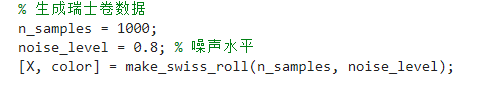 % 生成瑞士卷数据
n_samples = 1000;
noise_level = 0.8; % 噪声水平
[X, color] = make_swiss_roll(n_samples, noise_level);